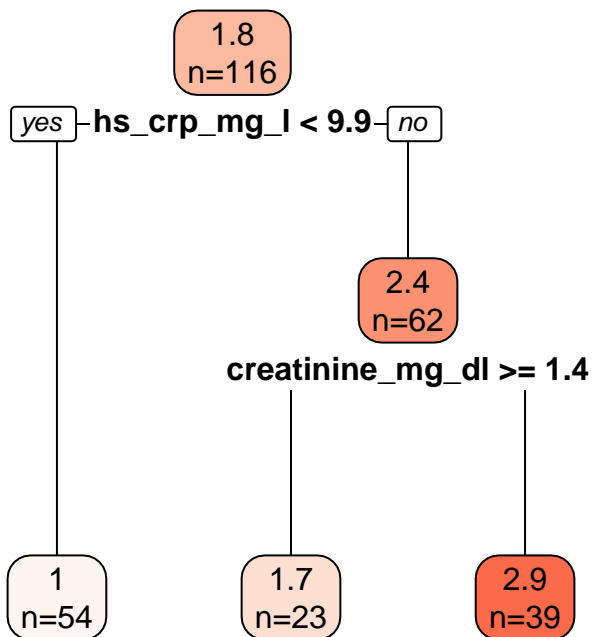 1.8
n=116
yes hs_crp_mg_l < 9.9 no
2.4
n=62
creatinine_mg_dl >= 1.4
1
n=54
1.7
n=23
2.9
n=39